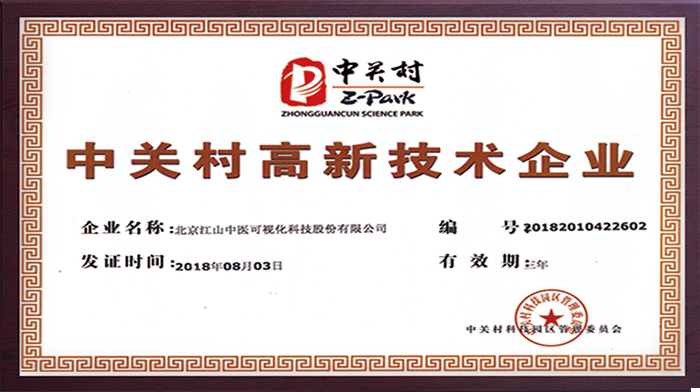 中关村
Z-Park
ZHONGGUANCUN SCIENCE PARK
中关村高新技术企业
企业名称:北京江山中医可视化科技股份有限公司
编 号:20182010422602
发证时间:2018年08月03日
有效期:三年
中关村科技园区管理委员会
中关村科技园区管理委员会